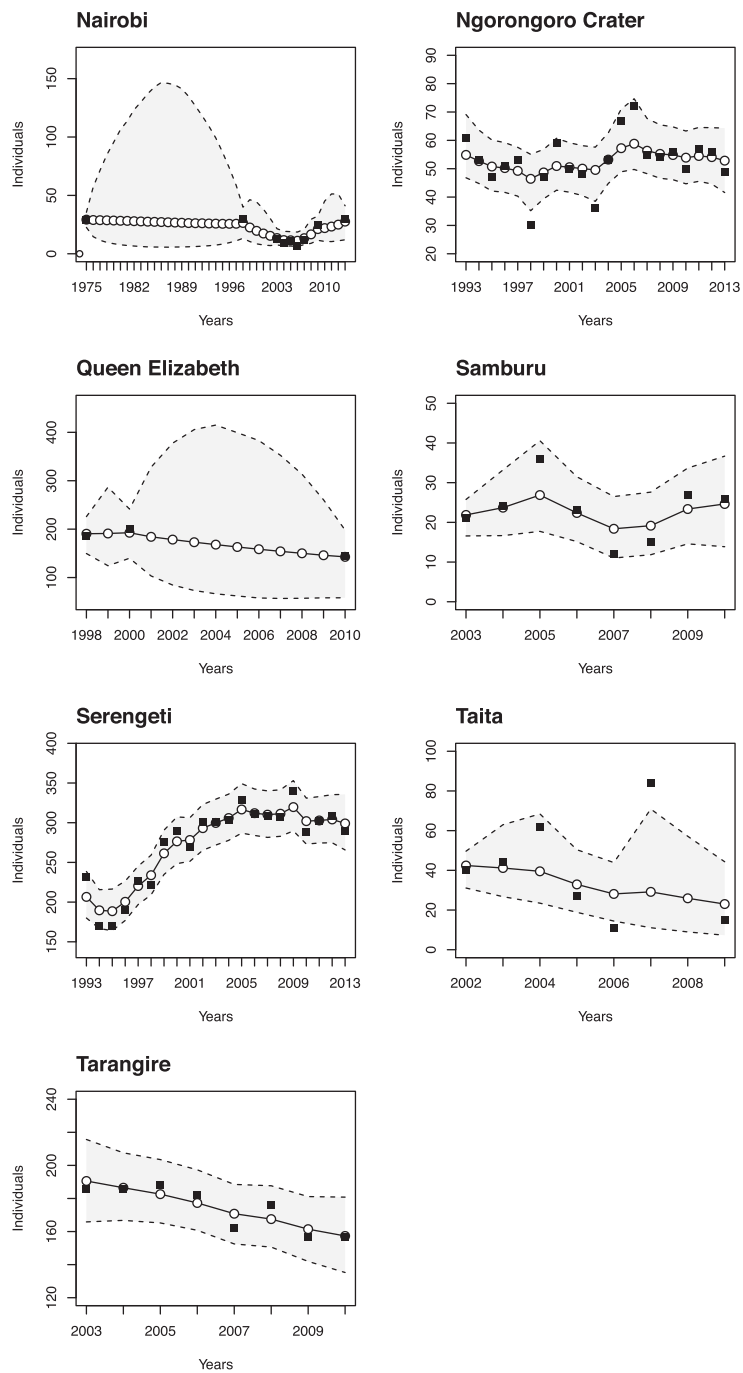 Nairobi
Individuals
150
100
50
0
1975 1982 1989 1996 2003 2010
Years
Ngorongoro Crater
Individuals
90
80
70
60
50
40
30
20
1993 1997 2001 2005 2009 2013
Years
Queen Elizabeth
Individuals
400
300
200
100
1998 2000 2002 2004 2006 2008 2010
Years
Samburu
Individuals
50
40
30
20
10
0
2003 2005 2007 2009
Years
Serengeti
Individuals
400
350
300
250
200
150
1993 1997 2001 2005 2009 2013
Years
Taita
Individuals
100
80
60
40
20
0
2002 2004 2006 2008
Years
Tarangire
Individuals
240
200
160
120
2003 2005 2007 2009
Years